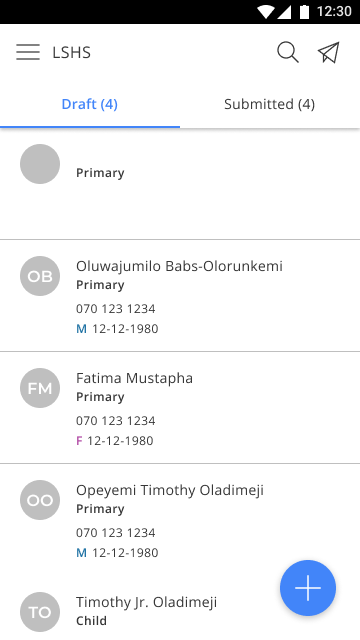 12:30
LSHS
Draft (4)
Submitted (4)
Primary
OB
Oluwajumilo Babs-Olorunkemi
Primary
070 123 1234
M 12-12-1980
FM
Fatima Mustapha
Primary
070 123 1234
F 12-12-1980
OO
Opeyemi Timothy Oladimeji
Primary
070 123 1234
M 12-12-1980
TO
Timothy Jr. Oladimeji
Child